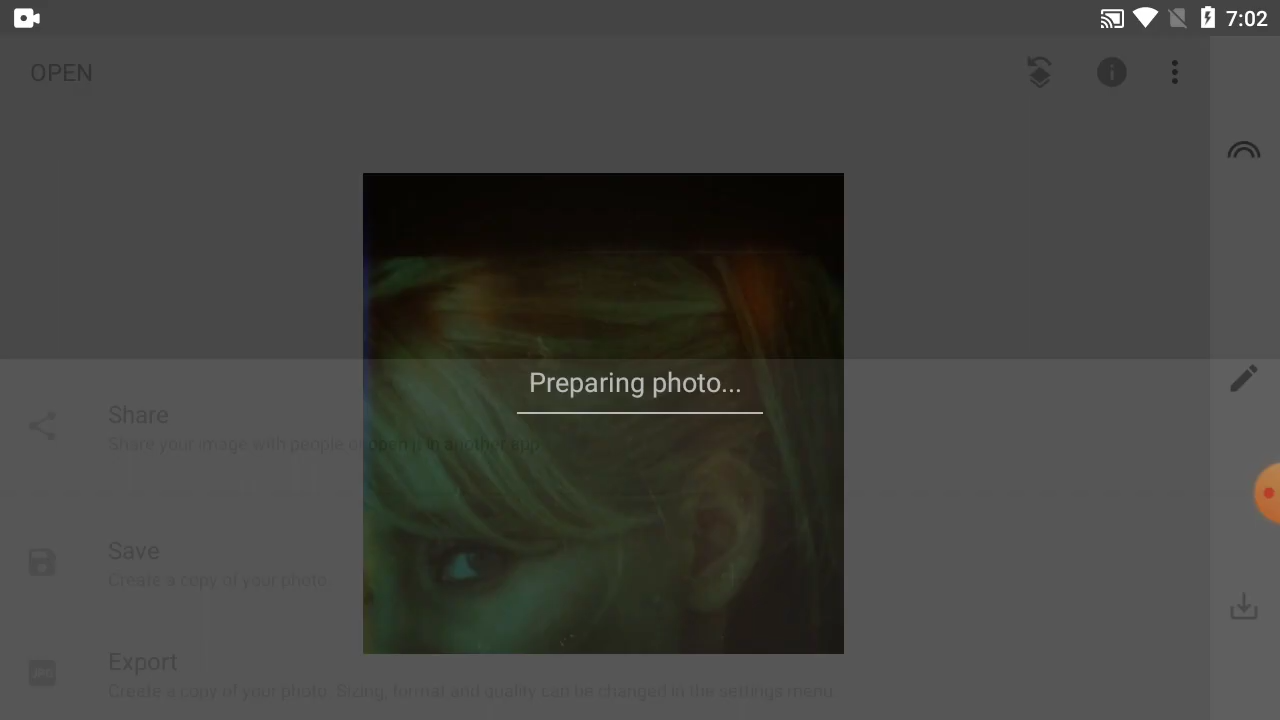 7:02
OPEN
Preparing photo...
Share
Share your image with people or open it in another app
Save
Create a copy of your photo
Export
Create a copy of your photo. Sizing, format and quality can be changed in the settings menu